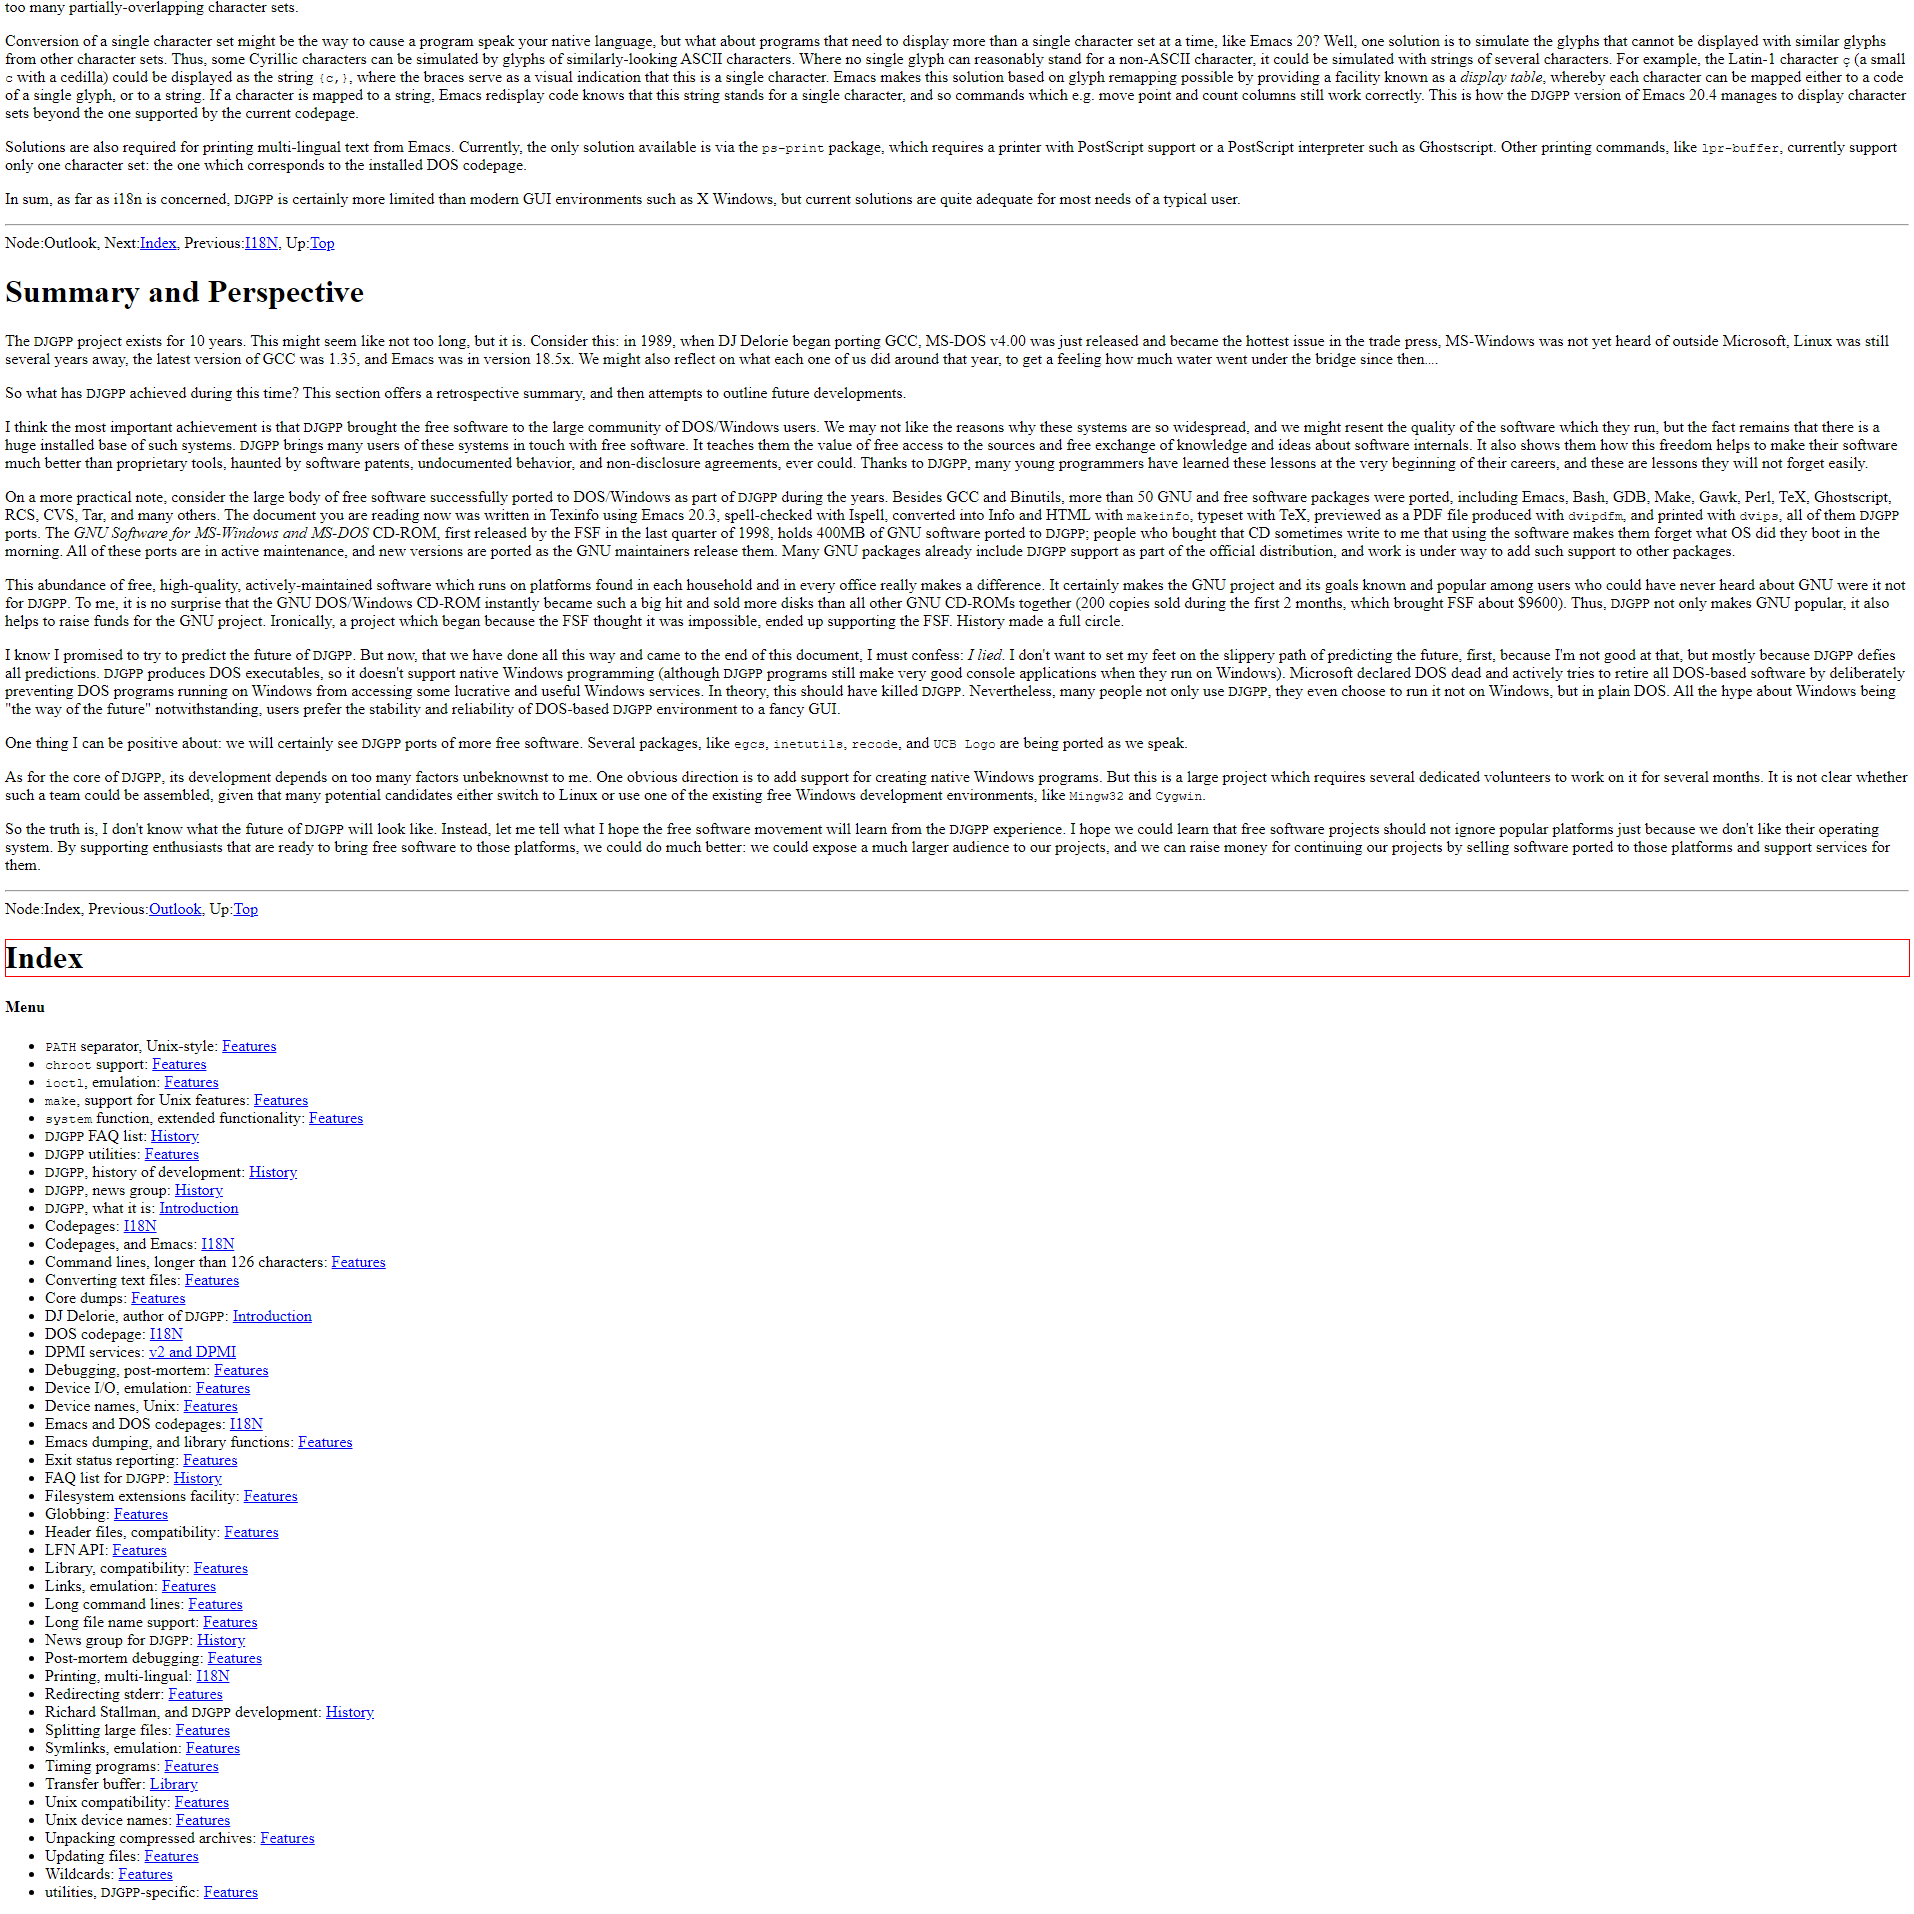 too many partially-overlapping character sets.
Conversion of a single character set might be the way to cause a program speak your native language, but what about programs that need to display more than a single character set at a time, like Emacs 20? Well, one solution is to simulate the glyphs that cannot be displayed with similar glyphs
from other character sets. Thus, some Cyrillic characters can be simulated by glyphs of similarly-looking ASCII characters. Where no single glyph can reasonably stand for a non-ASCII character, it could be simulated with strings of several characters. For example, the Latin-1 character ç (a small
c with a cedilla) could be displayed as the string {c,}, where the braces serve as a visual indication that this is a single character. Emacs makes this solution based on glyph remapping possible by providing a facility known as a display table, whereby each character can be mapped either to a code
of a single glyph, or to a string. If a character is mapped to a string, Emacs redisplay code knows that this string stands for a single character, and so commands which e.g. move point and count columns still work correctly. This is how the DJGPP version of Emacs 20.4 manages to display character
sets beyond the one supported by the current codepage.
Solutions are also required for printing multi-lingual text from Emacs. Currently, the only solution available is via the ps-print package, which requires a printer with PostScript support or a PostScript interpreter such as Ghostscript. Other printing commands, like lpr-buffer, currently support
only one character set: the one which corresponds to the installed DOS codepage.
In sum, as far as i18n is concerned, DJGPP is certainly more limited than modern GUI environments such as X Windows, but current solutions are quite adequate for most needs of a typical user.
Node:Outlook, Next:Index, Previous:I18N, Up:Top
Summary and Perspective
The DJGPP project exists for 10 years. This might seem like not too long, but it is. Consider this: in 1989, when DJ Delorie began porting GCC, MS-DOS v4.00 was just released and became the hottest issue in the trade press, MS-Windows was not yet heard of outside Microsoft, Linux was still
several years away, the latest version of GCC was 1.35, and Emacs was in version 18.5x. We might also reflect on what each one of us did around that year, to get a feeling how much water went under the bridge since then....
So what has DJGPP achieved during this time? This section offers a retrospective summary, and then attempts to outline future developments.
I think the most important achievement is that DJGPP brought the free software to the large community of DOS/Windows users. We may not like the reasons why these systems are so widespread, and we might resent the quality of the software which they run, but the fact remains that there is a
huge installed base of such systems. DJGPP brings many users of these systems in touch with free software. It teaches them the value of free access to the sources and free exchange of knowledge and ideas about software internals. It also shows them how this freedom helps to make their software
much better than proprietary tools, haunted by software patents, undocumented behavior, and non-disclosure agreements, ever could. Thanks to DJGPP, many young programmers have learned these lessons at the very beginning of their careers, and these are lessons they will not forget easily.
On a more practical note, consider the large body of free software successfully ported to DOS/Windows as part of DJGPP during the years. Besides GCC and Binutils, more than 50 GNU and free software packages were ported, including Emacs, Bash, GDB, Make, Gawk, Perl, TeX, Ghostscript,
RCS, CVS, Tar, and many others. The document you are reading now was written in Texinfo using Emacs 20.3, spell-checked with Ispell, converted into Info and HTML with makeinfo, typeset with TeX, previewed as a PDF file produced with dvipdfm, and printed with dvips, all of them DJGPP
ports. The GNU Software for MS-Windows and MS-DOS CD-ROM, first released by the FSF in the last quarter of 1998, holds 400MB of GNU software ported to DJGPP; people who bought that CD sometimes write to me that using the software makes them forget what OS did they boot in the
morning. All of these ports are in active maintenance, and new versions are ported as the GNU maintainers release them. Many GNU packages already include DJGPP support as part of the official distribution, and work is under way to add such support to other packages.
This abundance of free, high-quality, actively-maintained software which runs on platforms found in each household and in every office really makes a difference. It certainly makes the GNU project and its goals known and popular among users who could have never heard about GNU were it not
for DJGPP. To me, it is no surprise that the GNU DOS/Windows CD-ROM instantly became such a big hit and sold more disks than all other GNU CD-ROMs together (200 copies sold during the first 2 months, which brought FSF about $9600). Thus, DJGPP not only makes GNU popular, it also
helps to raise funds for the GNU project. Ironically, a project which began because the FSF thought it was impossible, ended up supporting the FSF. History made a full circle.
I know I promised to try to predict the future of DJGPP. But now, that we have done all this way and came to the end of this document, I must confess: I lied. I don't want to set my feet on the slippery path of predicting the future, first, because I'm not good at that, but mostly because DJGPP defies
all predictions. DJGPP produces DOS executables, so it doesn't support native Windows programming (although DJGPP programs still make very good console applications when they run on Windows). Microsoft declared DOS dead and actively tries to retire all DOS-based software by deliberately
preventing DOS programs running on Windows from accessing some lucrative and useful Windows services. In theory, this should have killed DJGPP. Nevertheless, many people not only use DJGPP, they even choose to run it not on Windows, but in plain DOS. All the hype about Windows being
"the way of the future" notwithstanding, users prefer the stability and reliability of DOS-based DJGPP environment to a fancy GUI.
One thing I can be positive about: we will certainly see DJGPP ports of more free software. Several packages, like egcs, inetutils, recode, and UCB Logo are being ported as we speak.
As for the core of DJGPP, its development depends on too many factors unbeknownst to me. One obvious direction is to add support for creating native Windows programs. But this is a large project which requires several dedicated volunteers to work on it for several months. It is not clear whether
such a team could be assembled, given that many potential candidates either switch to Linux or use one of the existing free Windows development environments, like Mingw32 and Cygwin.
So the truth is, I don't know what the future of DJGPP will look like. Instead, let me tell what I hope the free software movement will learn from the DJGPP experience. I hope we could learn that free software projects should not ignore popular platforms just because we don't like their operating
system. By supporting enthusiasts that are ready to bring free software to those platforms, we could do much better: we could expose a much larger audience to our projects, and we can raise money for continuing our projects by selling software ported to those platforms and support services for
them.
Node:Index, Previous:Outlook, Up:Top
Index
Menu
• PATH separator, Unix-style: Features
• chroot support: Features
• ioctl, emulation: Features
• make, support for Unix features: Features
• system function, extended functionality: Features
• DJGPP FAQ list: History
• DJGPP utilities: Features
• DJGPP, history of development: History
• DJGPP, news group: History
• DJGPP, what it is: Introduction
• Codepages: I18N
• Codepages, and Emacs: I18N
• Command lines, longer than 126 characters: Features
• Converting text files: Features
• Core dumps: Features
• DJ Delorie, author of DJGPP: Introduction
• DOS codepage: I18N
• DPMI services: v2 and DPMI
• Debugging, post-mortem: Features
• Device I/O, emulation: Features
• Device names, Unix: Features
• Emacs and DOS codepages: I18N
• Emacs dumping, and library functions: Features
• Exit status reporting: Features
• FAQ list for DJGPP: History
• Filesystem extensions facility: Features
• Globbing: Features
• Header files, compatibility: Features
• LFN API: Features
• Library, compatibility: Features
• Links, emulation: Features
• Long command lines: Features
• Long file name support: Features
• News group for DJGPP: History
• Post-mortem debugging: Features
• Printing, multi-lingual: I18N
• Redirecting stderr: Features
• Richard Stallman, and DJGPP development: History
• Splitting large files: Features
• Symlinks, emulation: Features
• Timing programs: Features
• Transfer buffer: Library
• Unix compatibility: Features
• Unix device names: Features
• Unpacking compressed archives: Features
• Updating files: Features
• Wildcards: Features
• utilities, DJGPP-specific: Features